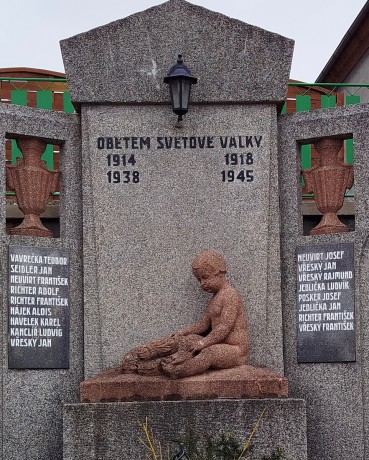 OBĚTEM SVĚTOVÉ VÁLKY
1914 1918
1938 1945
VAVREČKA TEODOR
SEIDLER JAN
NEUVIRT FRANTIŠEK
RICHTER ADOLF
RICHTER FRANTIŠEK
HÁJEK ALOIS
HAVELEK KAREL
KANCLÍŘ LUDVÍG
VŘESKÝ JAN
NEUVIRT JOSEF
VŘESKÝ JAN
VŘESKÝ RAJMUND
JEDLIČKA LUDVÍK
POSKER JOSEF
JEDLIČKA JAN
RICHTER FRANTIŠEK
VŘESKÝ FRANTIŠEK